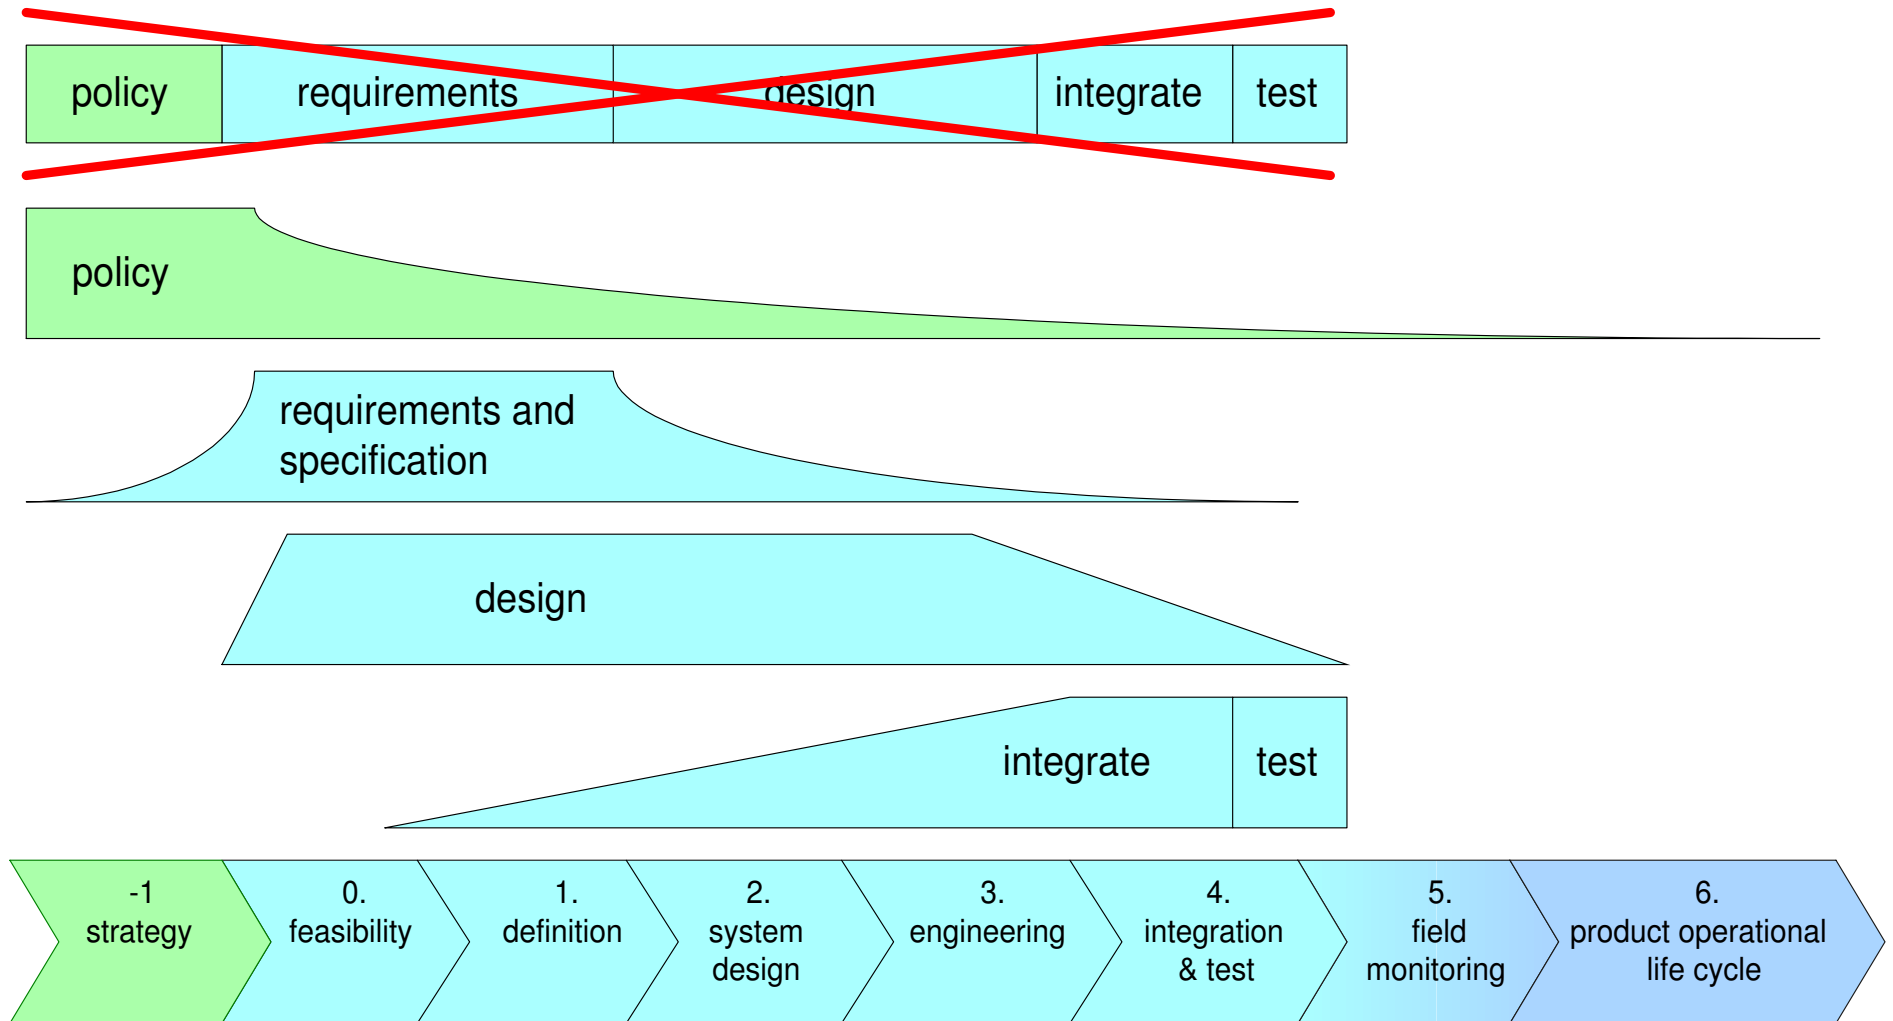 policy
requirements
design
integrate
test
policy
requirements and
specification
design
integrate
test
-1
strategy
0.
feasibility
1.
definition
2.
system
design
3.
engineering
4.
integration
& test
5.
field
monitoring
6.
product operational
life cycle